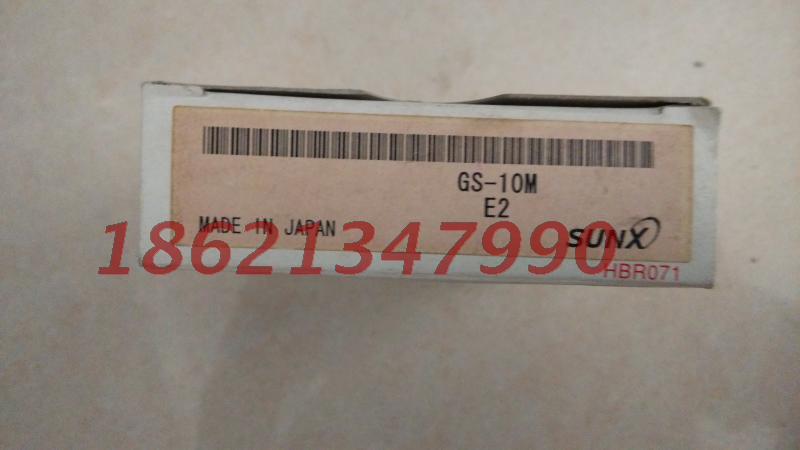 GS-10M
E2
MADE IN JAPAN
SUNX
18621347990
HBR071